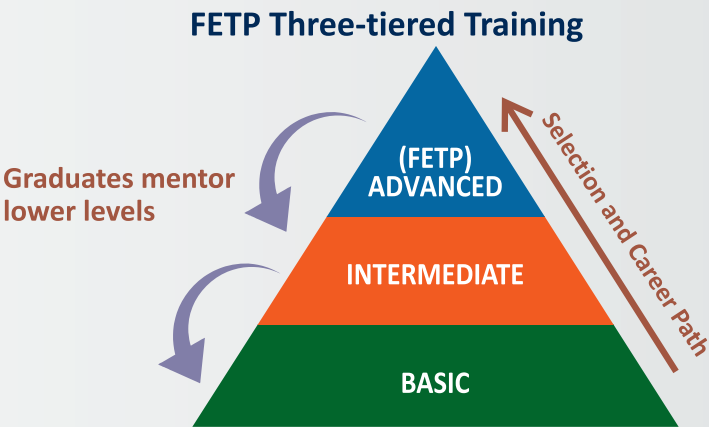 FETP Three-tiered Training
(FETP)
ADVANCED
Graduates mentor
lower levels
Selection and Career Path
INTERMEDIATE
BASIC